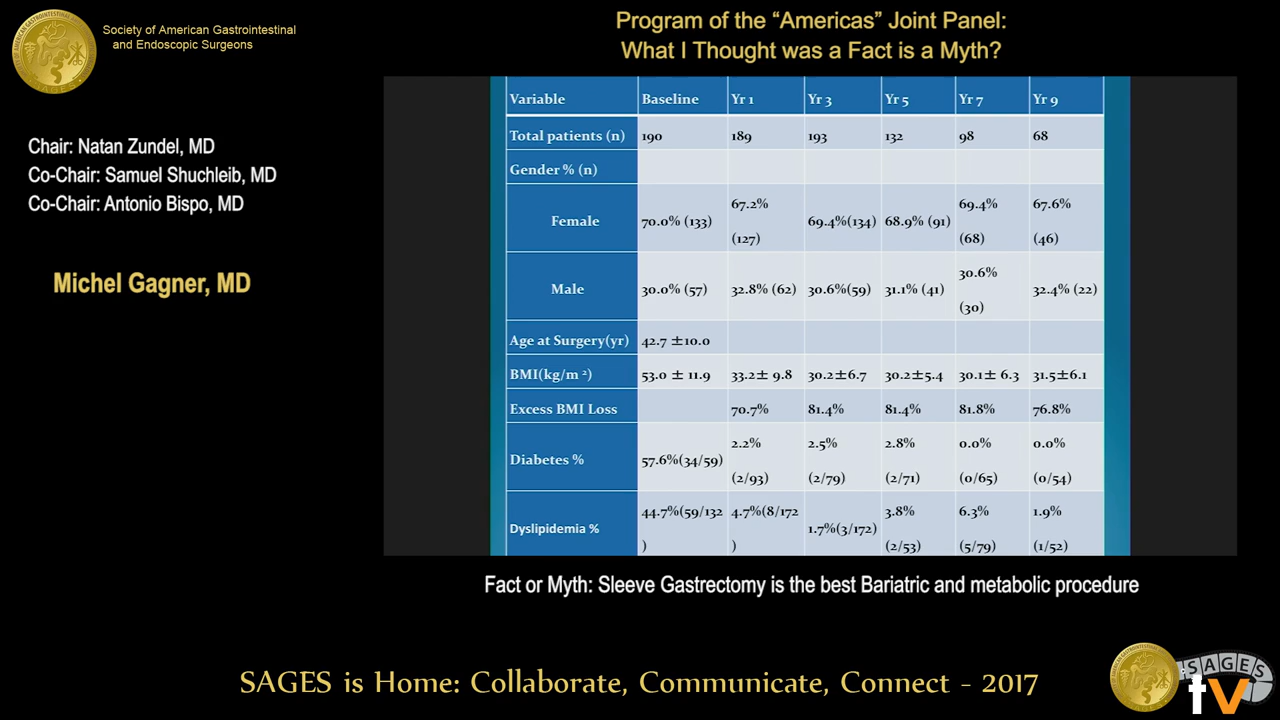 Society of American Gastrointestinal
and Endoscopic Surgeons
Program of the “Americas” Joint Panel:
What I Thought was a Fact is a Myth?
Chair: Natan Zundel, MD
Co-Chair: Samuel Shuchleib, MD
Co-Chair: Antonio Bispo, MD
Michel Gagner, MD
Variable Baseline Yr 1 Yr 3 Yr 5 Yr 7 Yr 9
Total patients (n) 190 189 193 132 98 68
Gender % (n)
Female 70.0% (133) 67.2% (127) 69.4%(134) 68.9% (91) 69.4% (68) 67.6% (46)
Male 30.0% (57) 32.8% (62) 30.6%(59) 31.1% (41) 30.6% (30) 32.4% (22)
Age at Surgery(yr) 42.7 ±10.0
BMI(kg/m ²) 53.0 ± 11.9 33.2± 9.8 30.2±6.7 30.2±5.4 30.1± 6.3 31.5±6.1
Excess BMI Loss 70.7% 81.4% 81.4% 81.8% 76.8%
Diabetes % 57.6%(34/59) 2.2% (2/93) 2.5% (2/79) 2.8% (2/71) 0.0% (0/65) 0.0% (0/54)
Dyslipidemia % 44.7%(59/132 ) 4.7%(8/172 ) 1.7%(3/172) 3.8% (2/53) 6.3% (5/79) 1.9% (1/52)
Fact or Myth: Sleeve Gastrectomy is the best Bariatric and metabolic procedure
SAGES is Home: Collaborate, Communicate, Connect - 2017
SAGES
tv